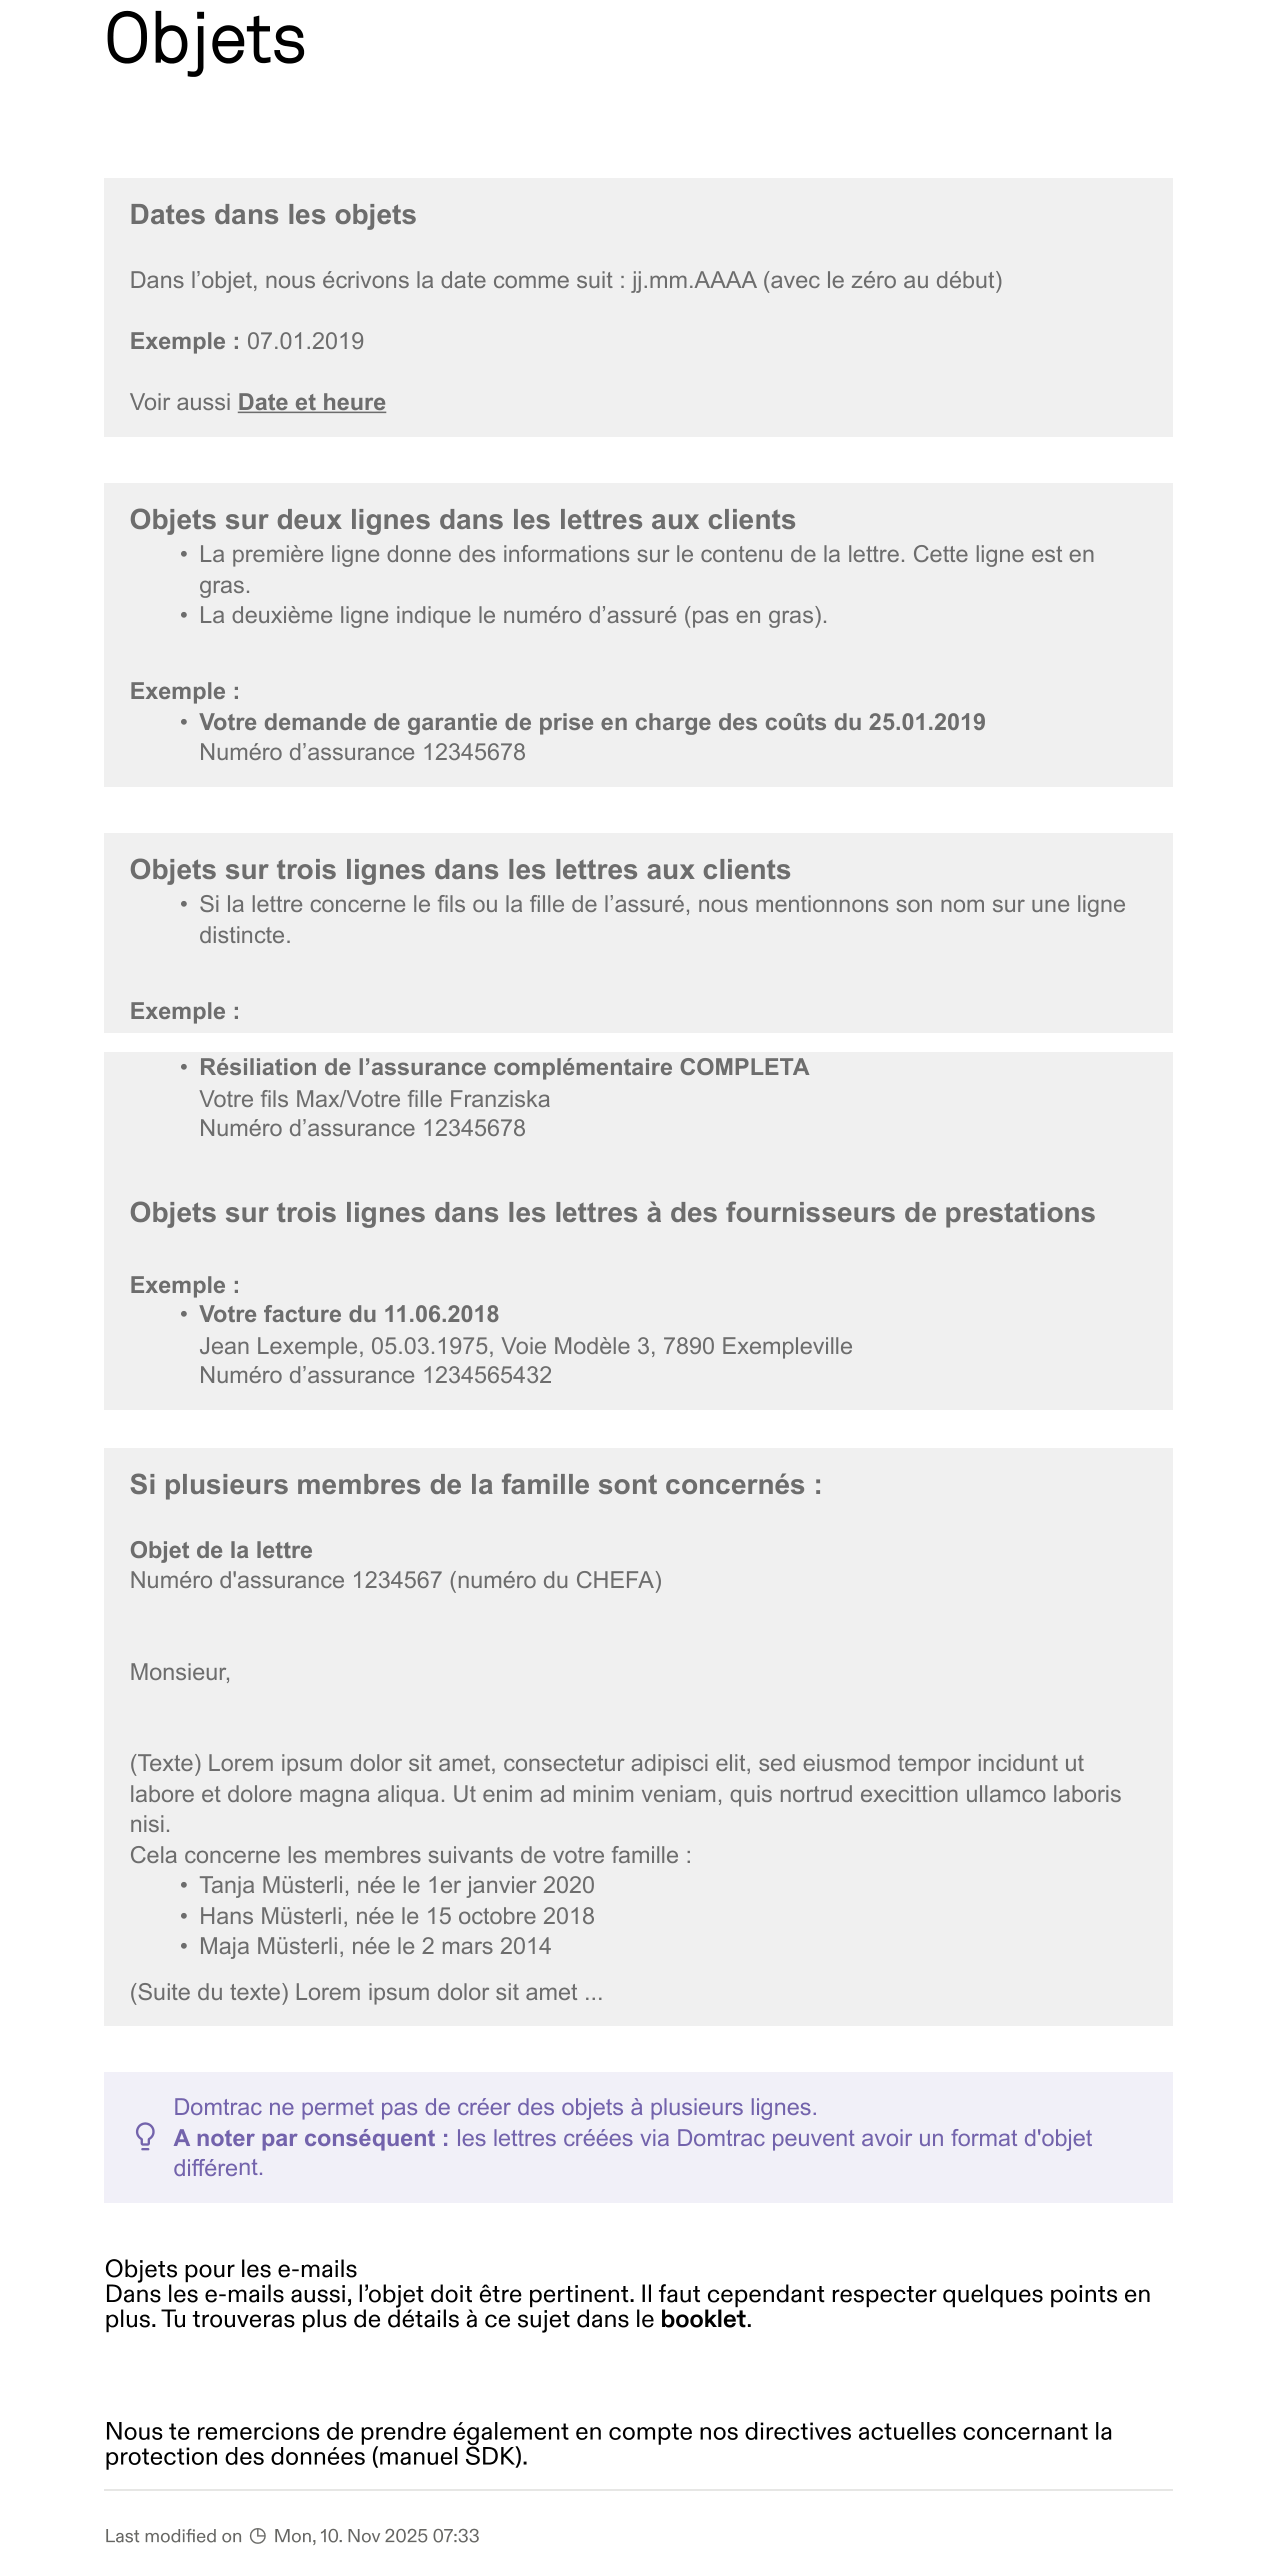 Objets
Dates dans les objets
Dans l’objet, nous écrivons la date comme suit : jj.mm.AAAA (avec le zéro au début)
Exemple : 07.01.2019
Voir aussi Date et heure
Objets sur deux lignes dans les lettres aux clients
• La première ligne donne des informations sur le contenu de la lettre. Cette ligne est en
gras.
• La deuxième ligne indique le numéro d’assuré (pas en gras).
Exemple :
• Votre demande de garantie de prise en charge des coûts du 25.01.2019
Numéro d’assurance 12345678
Objets sur trois lignes dans les lettres aux clients
• Si la lettre concerne le fils ou la fille de l’assuré, nous mentionnons son nom sur une ligne
distincte.
Exemple :
• Résiliation de l’assurance complémentaire COMPLETA
Votre fils Max/Votre fille Franziska
Numéro d’assurance 12345678
Objets sur trois lignes dans les lettres à des fournisseurs de prestations
Exemple :
• Votre facture du 11.06.2018
Jean Lexemple, 05.03.1975, Voie Modèle 3, 7890 Exempleville
Numéro d’assurance 1234565432
Si plusieurs membres de la famille sont concernés :
Objet de la lettre
Numéro d'assurance 1234567 (numéro du CHEFA)
Monsieur,
(Texte) Lorem ipsum dolor sit amet, consectetur adipisci elit, sed eiusmod tempor incidunt ut
labore et dolore magna aliqua. Ut enim ad minim veniam, quis nortrud execittion ullamco laboris
nisi.
Cela concerne les membres suivants de votre famille :
• Tanja Müsterli, née le 1er janvier 2020
• Hans Müsterli, née le 15 octobre 2018
• Maja Müsterli, née le 2 mars 2014
(Suite du texte) Lorem ipsum dolor sit amet ...
Domtrac ne permet pas de créer des objets à plusieurs lignes.
A noter par conséquent : les lettres créées via Domtrac peuvent avoir un format d'objet
différent.
Objets pour les e-mails
Dans les e-mails aussi, l’objet doit être pertinent. Il faut cependant respecter quelques points en
plus. Tu trouveras plus de détails à ce sujet dans le booklet.
Nous te remercions de prendre également en compte nos directives actuelles concernant la
protection des données (manuel SDK).
Last modified on Mon, 10. Nov 2025 07:33